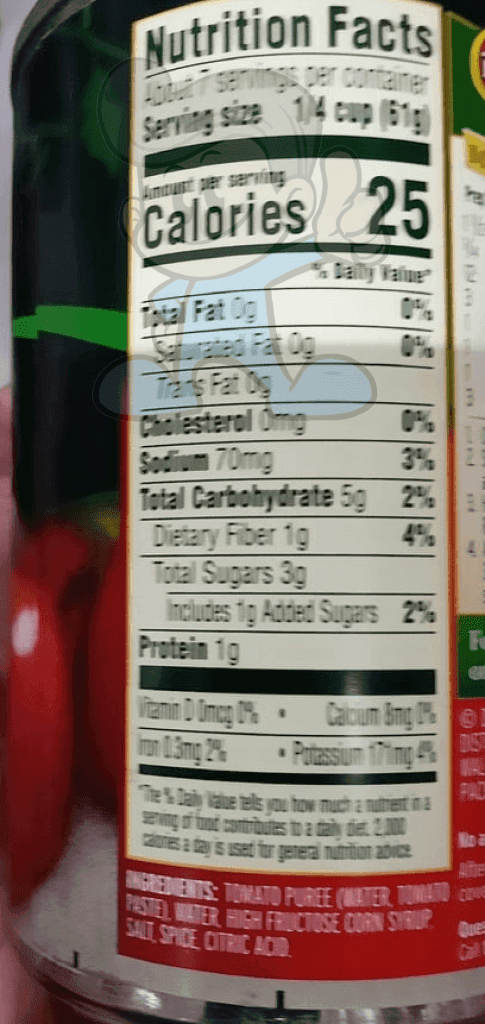 Nutrition Facts
About 7 servings per container
Serving size 1/4 cup (61g)
Amount per serving
Calories 25
% Daily Value*
Total Fat 0g 0%
Saturated Fat 0g 0%
Trans Fat 0g
Cholesterol 0mg 0%
Sodium 70mg 3%
Total Carbohydrate 5g 2%
Dietary Fiber 1g 4%
Total Sugars 3g
Includes 1g Added Sugars 2%
Protein 1g
Vitamin D 0mcg 0% • Calcium 8mg 0%
Iron 0.3mg 2% • Potassium 171mg 4%
*The % Daily Value tells you how much a nutrient in a
serving of food contributes to a daily diet. 2,000
calories a day is used for general nutrition advice.
INGREDIENTS: TOMATO PUREE (WATER, TOMATO
PASTE), WATER, HIGH FRUCTOSE CORN SYRUP,
SALT, SPICE, CITRIC ACID.